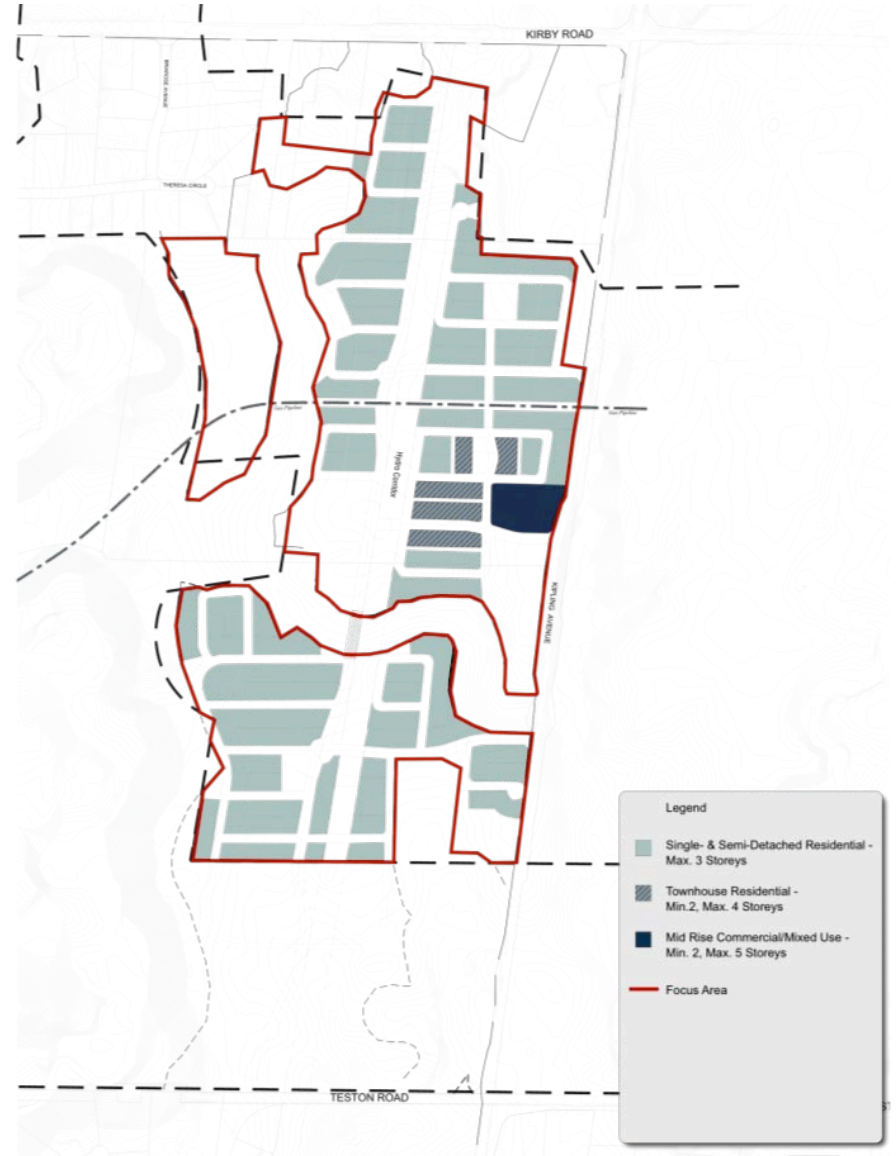 KIRBY ROAD
THERESA CIRCLE
Gas Pipeline
Gas Pipeline
Hydro Corridor
KIPLING AVENUE
Legend
Single- & Semi-Detached Residential -
Max. 3 Storeys
Townhouse Residential -
Min.2, Max. 4 Storeys
Mid Rise Commercial/Mixed Use -
Min. 2, Max. 5 Storeys
Focus Area
TESTON ROAD